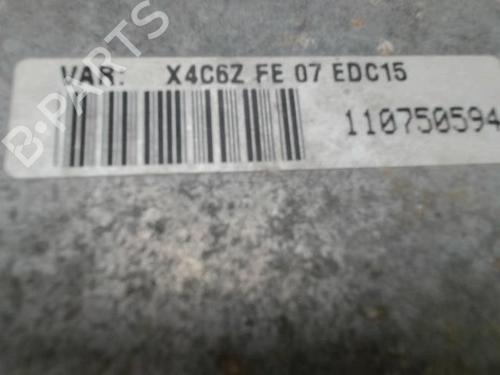 VAR: X4C6Z FE 07 EDC15
110750594
B-PARTS